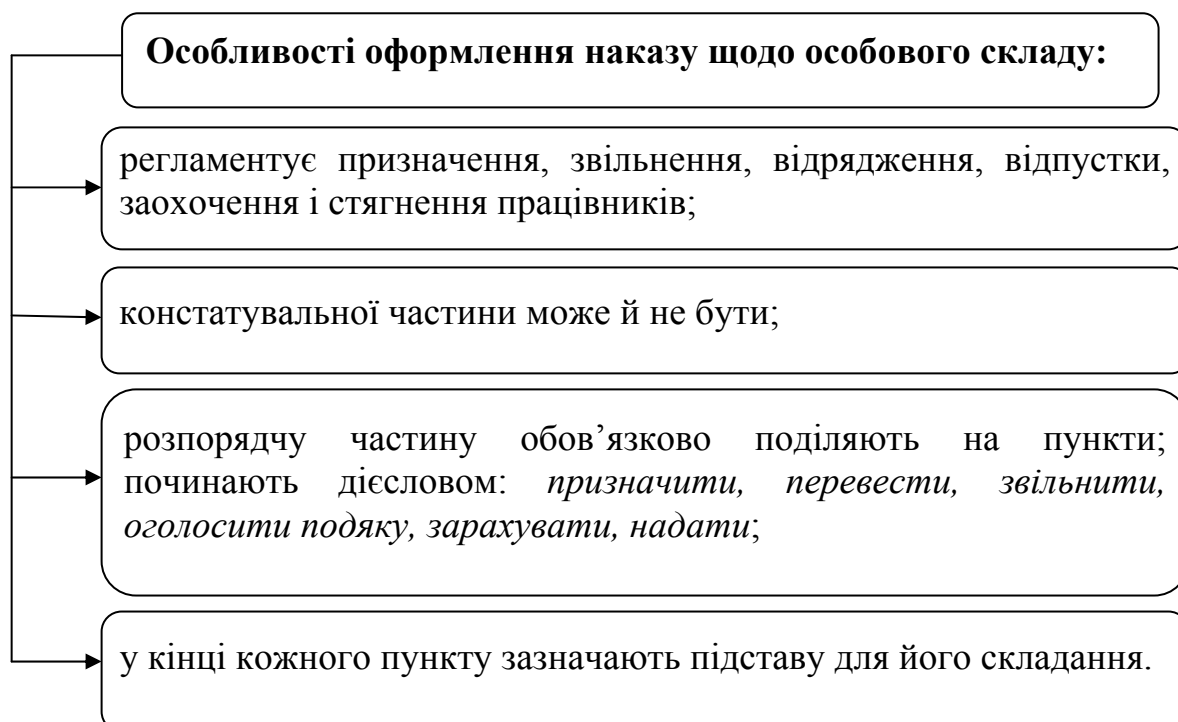 Особливості оформлення наказу щодо особового складу:
регламентує призначення, звільнення, відрядження, відпустки,
заохочення і стягнення працівників;
констатувальної частини може й не бути;
розпорядчу частину обов’язково поділяють на пункти;
починають дієсловом: призначити, перевести, звільнити,
оголосити подяку, зарахувати, надати;
у кінці кожного пункту зазначають підставу для його складання.